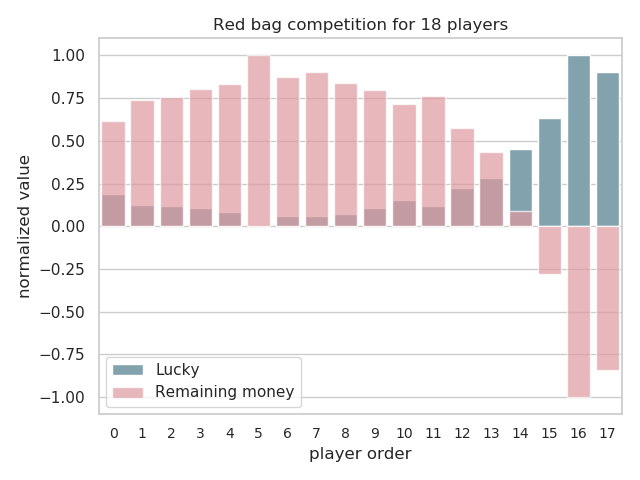 Red bag competition for 18 players
normalized value
1.00
0.75
0.50
0.25
0.00
−0.25
−0.50
−0.75
−1.00
Lucky
Remaining money
0 1 2 3 4 5 6 7 8 9 10 11 12 13 14 15 16 17
player order